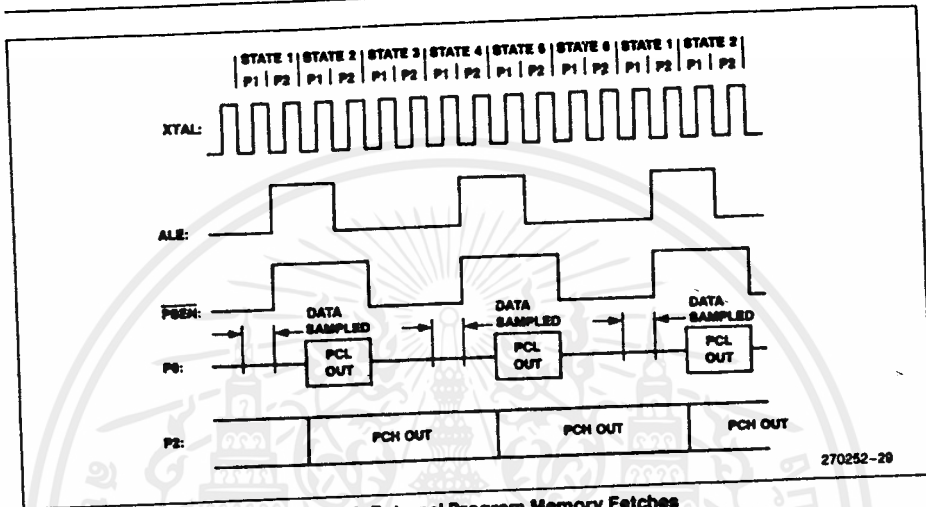 STATE 1 STATE 2 STATE 3 STATE 4 STATE 5 STATE 6 STATE 1 STATE 2
P1 P2 P1 P2 P1 P2 P1 P2 P1 P2 P1 P2 P1 P2 P1 P2
XTAL:
ALE:
PSEN:
DATA SAMPLED
DATA SAMPLED
DATA SAMPLED
P0:
PCL OUT
PCL OUT
PCL OUT
P2:
PCH OUT
PCH OUT
PCH OUT
270252-29
External Program Memory Fetches